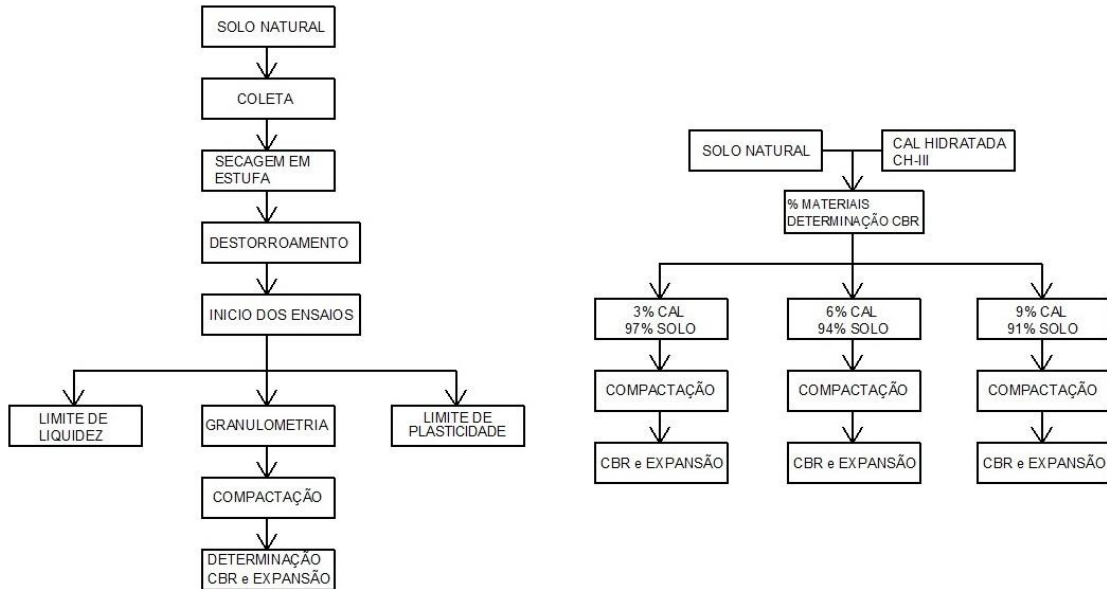 SOLO NATURAL
COLETA
SECAGEM EM
ESTUFA
DESTORROAMENTO
INICIO DOS ENSAIOS
LIMITE DE
LIQUIDEZ
GRANULOMETRIA
LIMITE DE
PLASTICIDADE
COMPACTAÇÃO
DETERMINAÇÃO
CBR e EXPANSÃO
SOLO NATURAL
CAL HIDRATADA
CH-III
% MATERIAIS
DETERMINAÇÃO CBR
3% CAL
97% SOLO
6% CAL
94% SOLO
9% CAL
91% SOLO
COMPACTAÇÃO
COMPACTAÇÃO
COMPACTAÇÃO
CBR e EXPANSÃO
CBR e EXPANSÃO
CBR e EXPANSÃO